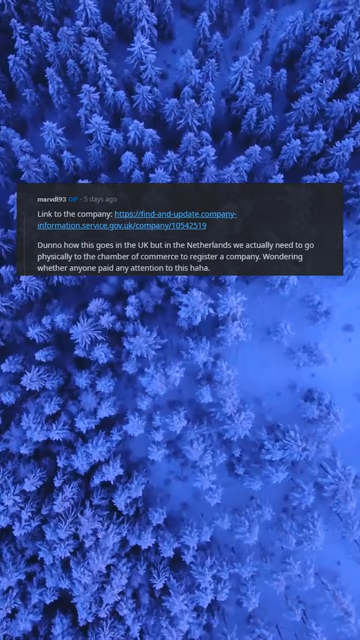 marvdl93 OP • 5 days ago
Link to the company: https://find-and-update.company-
information.service.gov.uk/company/10542519
Dunno how this goes in the UK but in the Netherlands we actually need to go
physically to the chamber of commerce to register a company. Wondering
whether anyone paid any attention to this haha.